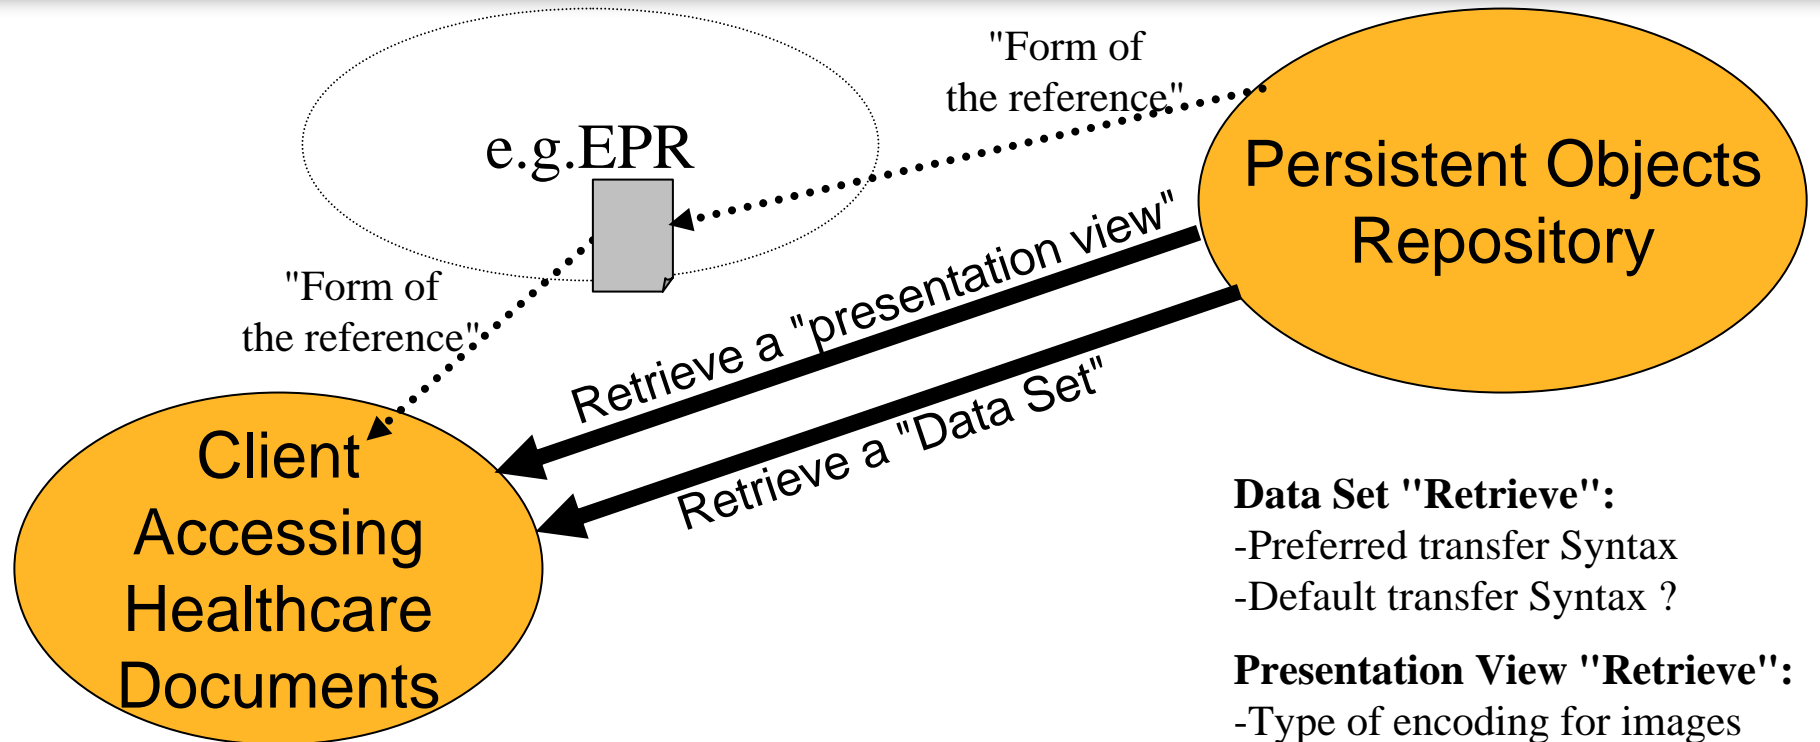 "Form of
the reference"
e.g.EPR
Persistent Objects
Repository
"Form of
the reference"
Retrieve a "presentation view"
Retrieve a "Data Set"
Client
Accessing
Healthcare
Documents
Data Set "Retrieve":
-Preferred transfer Syntax
-Default transfer Syntax ?
Presentation View "Retrieve":
-Type of encoding for images